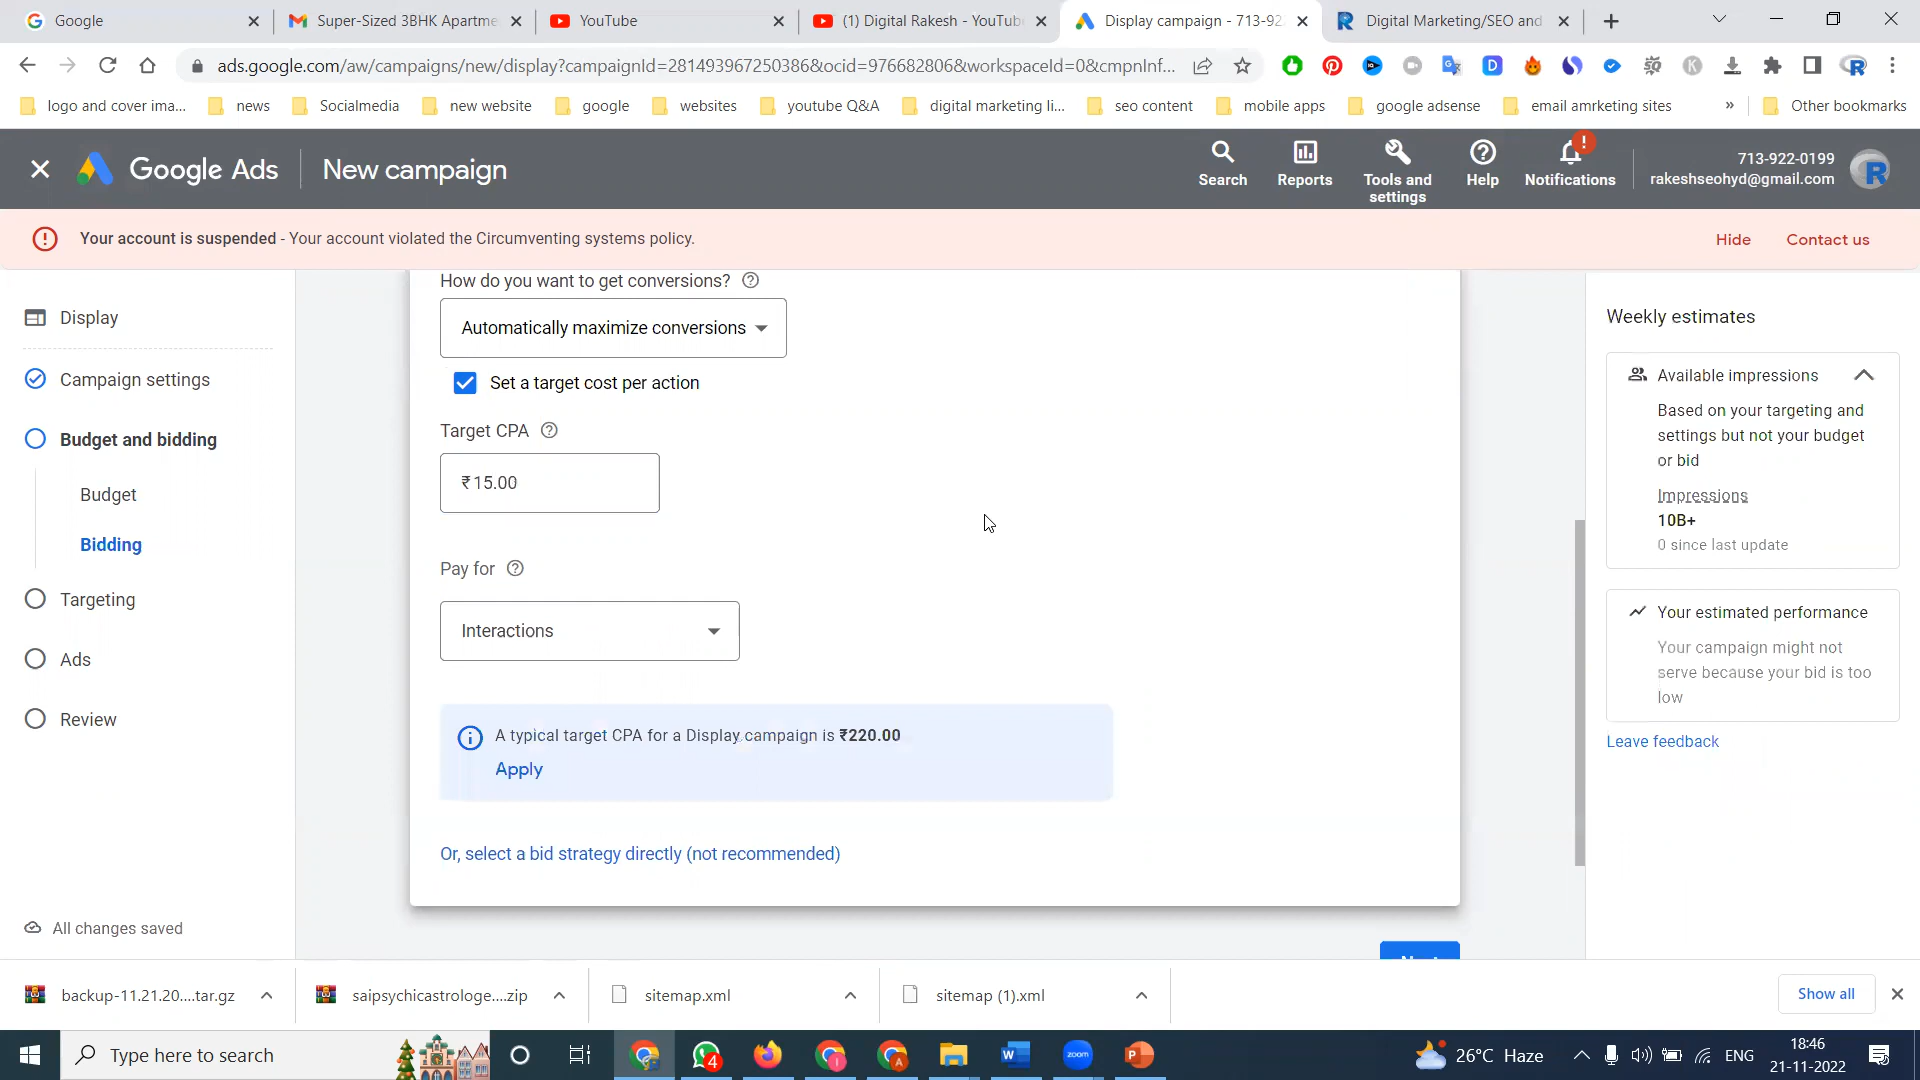 Google
Super-Sized 3BHK Apartme
YouTube
(1) Digital Rakesh - YouTub
Display campaign - 713-92
Digital Marketing/SEO and
ads.google.com/aw/campaigns/new/display?campaignId=281493967250386&ocid=976682806&workspaceId=0&cmpnInf...
logo and cover ima...
news
Socialmedia
new website
google
websites
youtube Q&A
digital marketing li...
seo content
mobile apps
google adsense
email amrketing sites
»
Other bookmarks
Google Ads
New campaign
Search
Reports
Tools and
settings
Help
Notifications
713-922-0199
rakeshseohyd@gmail.com
Your account is suspended - Your account violated the Circumventing systems policy.
Hide
Contact us
Display
Campaign settings
Budget and bidding
Budget
Bidding
Targeting
Ads
Review
All changes saved
How do you want to get conversions?
Automatically maximize conversions
Set a target cost per action
Target CPA
₹15.00
Pay for
Interactions
A typical target CPA for a Display campaign is ₹220.00
Apply
Or, select a bid strategy directly (not recommended)
Weekly estimates
Available impressions
Based on your targeting and
settings but not your budget
or bid
Impressions
10B+
0 since last update
Your estimated performance
Your campaign might not
serve because your bid is too
low
Leave feedback
backup-11.21.20....tar.gz
saipsychicastrologe....zip
sitemap.xml
sitemap (1).xml
Show all
Type here to search
4
zoom
26°C Haze
ENG
18:46
21-11-2022